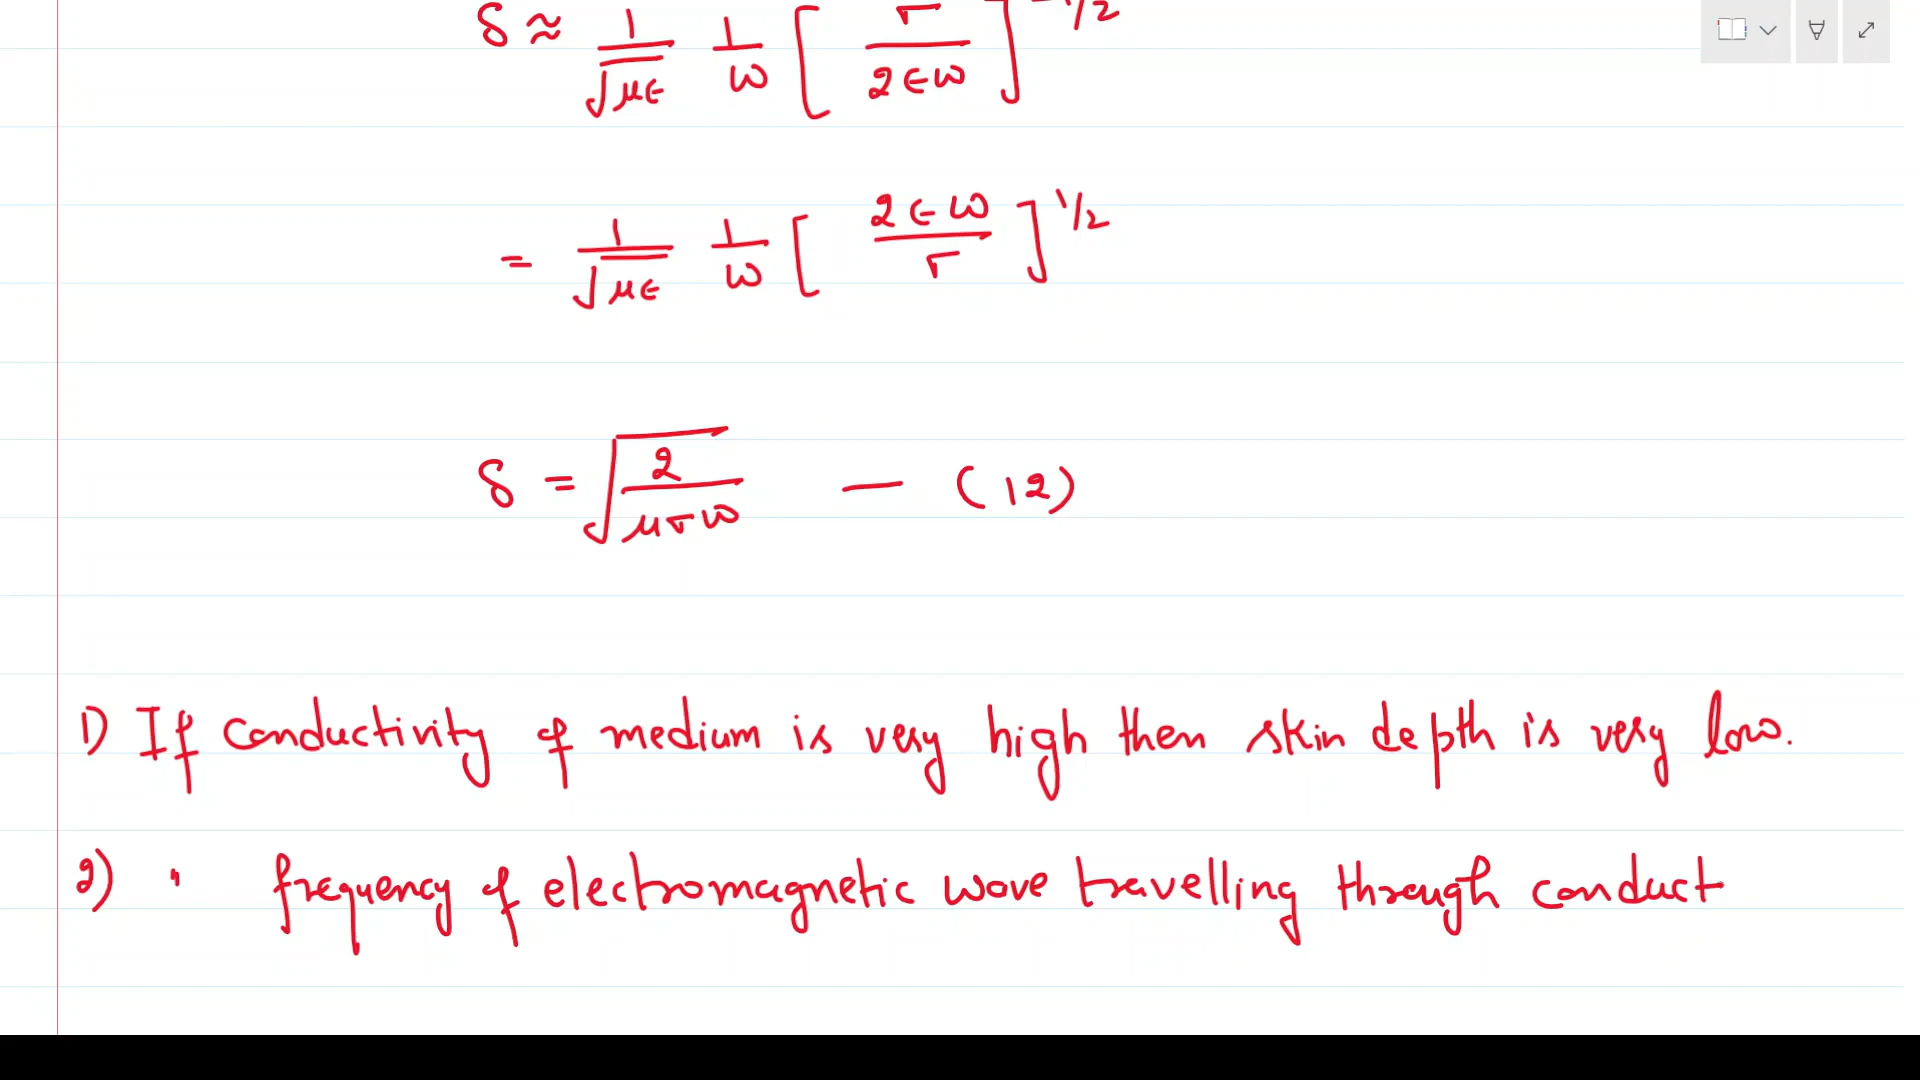 δ ≈ 1/√με 1/ω [ σ/2εω ]^-1/2
= 1/√με 1/ω [ 2εω/σ ]^1/2
δ = √2/μσω — (12)
1) If conductivity of medium is very high then skin depth is very low.
2) " frequency of electromagnetic wave travelling through conduct